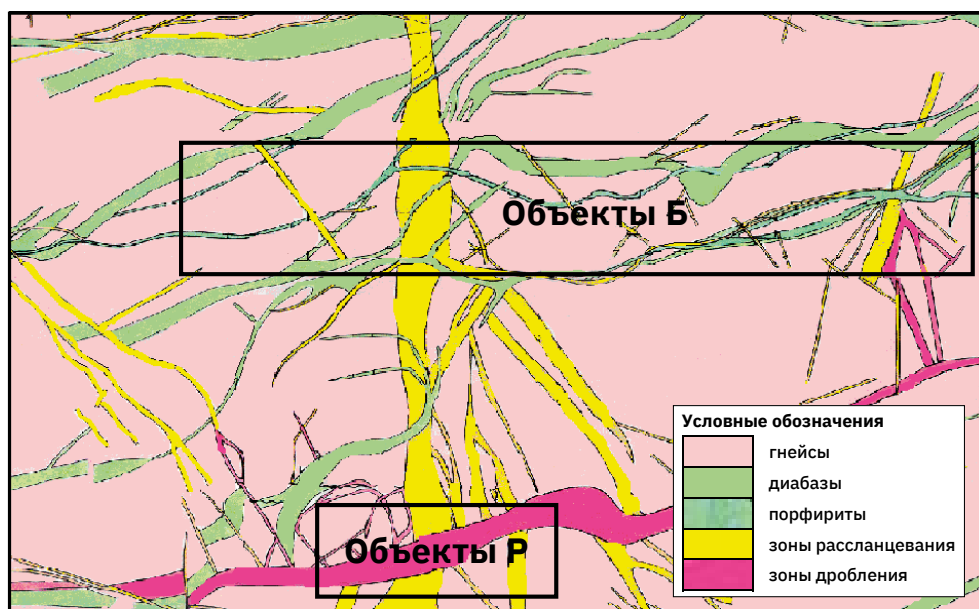 Объекты Б
Объекты Р
Условные обозначения
гнейсы
диабазы
порфириты
зоны рассланцевания
зоны дробления